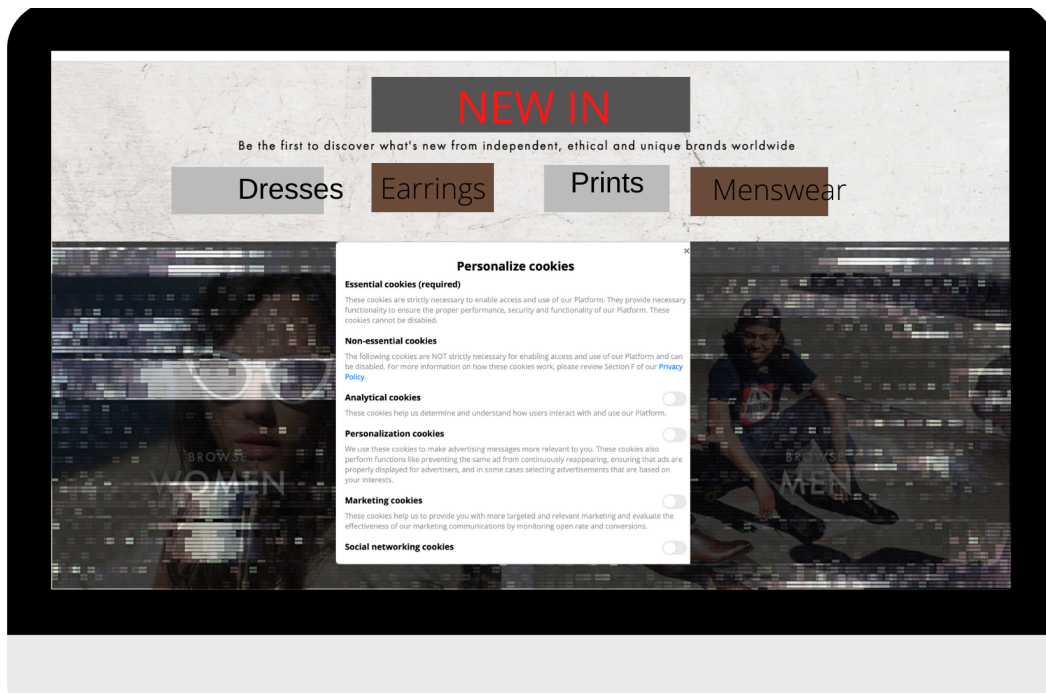 NEW IN
Be the first to discover what's new from independent, ethical and unique brands worldwide
Dresses Earrings Prints Menswear
×
Personalize cookies
Essential cookies (required)
These cookies are strictly necessary to enable access and use of our Platform. They provide necessary
functionality to ensure the proper performance, security and functionality of our Platform. These
cookies cannot be disabled.
Non-essential cookies
The following cookies are NOT strictly necessary for enabling access and use of our Platform and can
be disabled. For more information on how these cookies work, please review Section F of our Privacy
Policy.
Analytical cookies
These cookies help us determine and understand how users interact with and use our Platform.
Personalization cookies
We use these cookies to make advertising messages more relevant to you. These cookies also
perform functions like preventing the same ad from continuously reappearing, ensuring that ads are
properly displayed for advertisers, and in some cases selecting advertisements that are based on
your interests.
Marketing cookies
These cookies help us to provide you with more targeted and relevant marketing and evaluate the
effectiveness of our marketing communications by monitoring open rate and conversions.
Social networking cookies
BROWSE
WOMEN
BROWSE
MEN